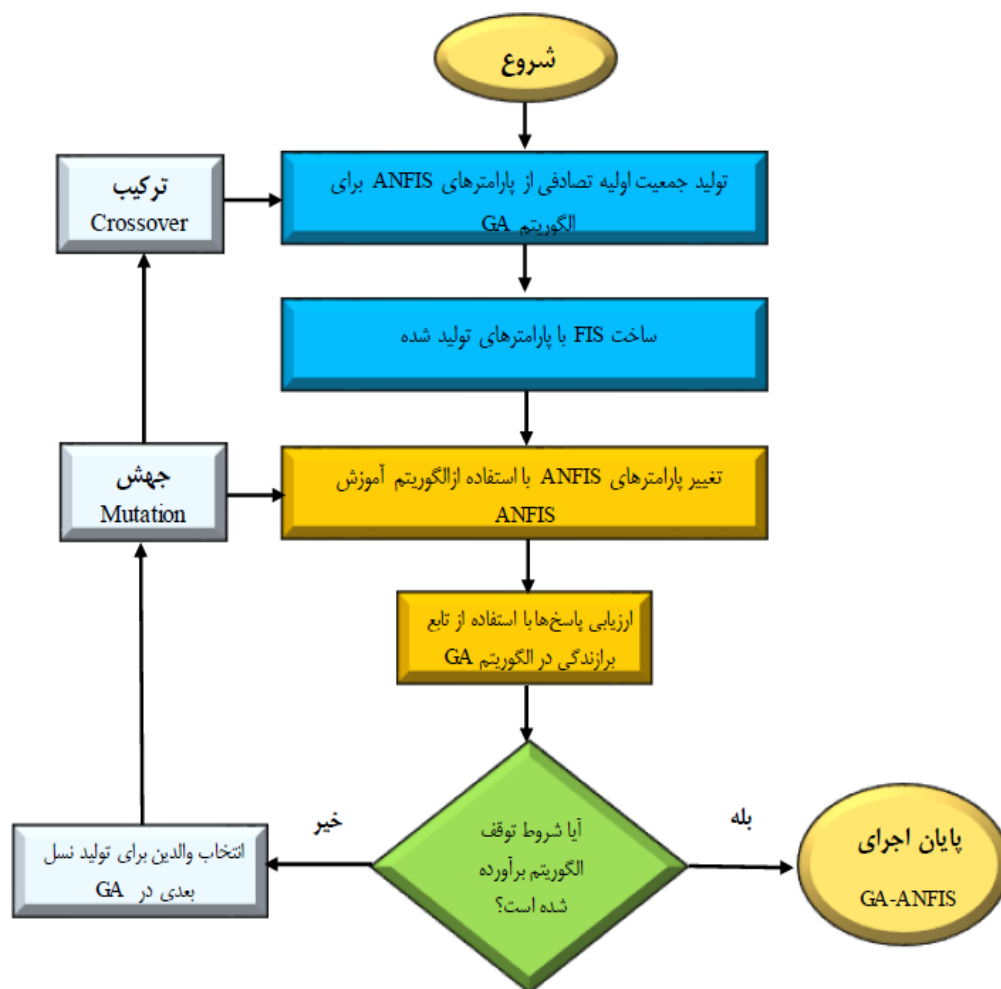 شروع
تولید جمعیت اولیه تصادفی از پارامترهای ANFIS برای
الگوریتم GA
ترکیب
Crossover
ساخت FIS با پارامترهای تولید شده
تغییر پارامترهای ANFIS با استفاده ازالگوریتم آموزش
ANFIS
جهش
Mutation
ارزیابی پاسخ‌ها با استفاده از تابع
برازندگی در الگوریتم GA
آیا شروط توقف
الگوریتم برآورده
شده است؟
بله
خیر
پایان اجرای
GA-ANFIS
انتخاب والدین برای تولید نسل
بعدی در GA